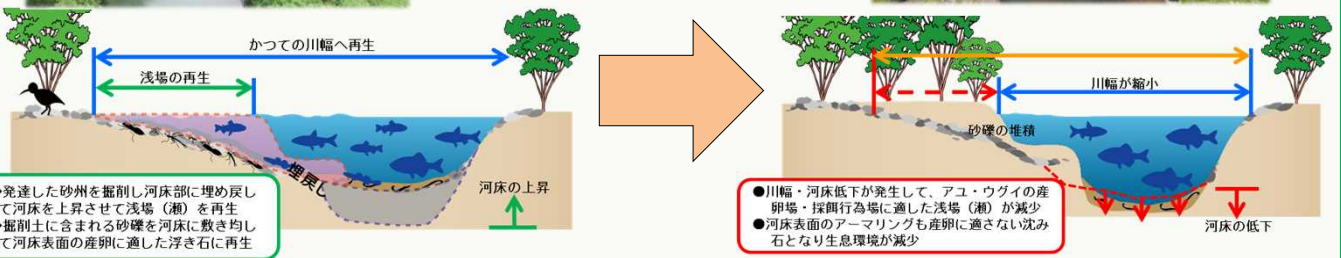 かつての川幅へ再生
浅場の再生
埋戻し
河床の上昇
発達した砂州を掘削し河床部に埋め戻し
て河床を上昇させて浅場（瀬）を再生
掘削土に含まれる砂礫を河床に敷き均し
て河床表面の産卵に適した浮き石に再生
川幅が縮小
砂礫の堆積
●川幅・河床低下が発生して、アユ・ウグイの産
卵場・採餌行為場に適した浅場（瀬）が減少
●河床表面のアーマリングも産卵に適さない沈み
石となり生息環境が減少
河床の低下